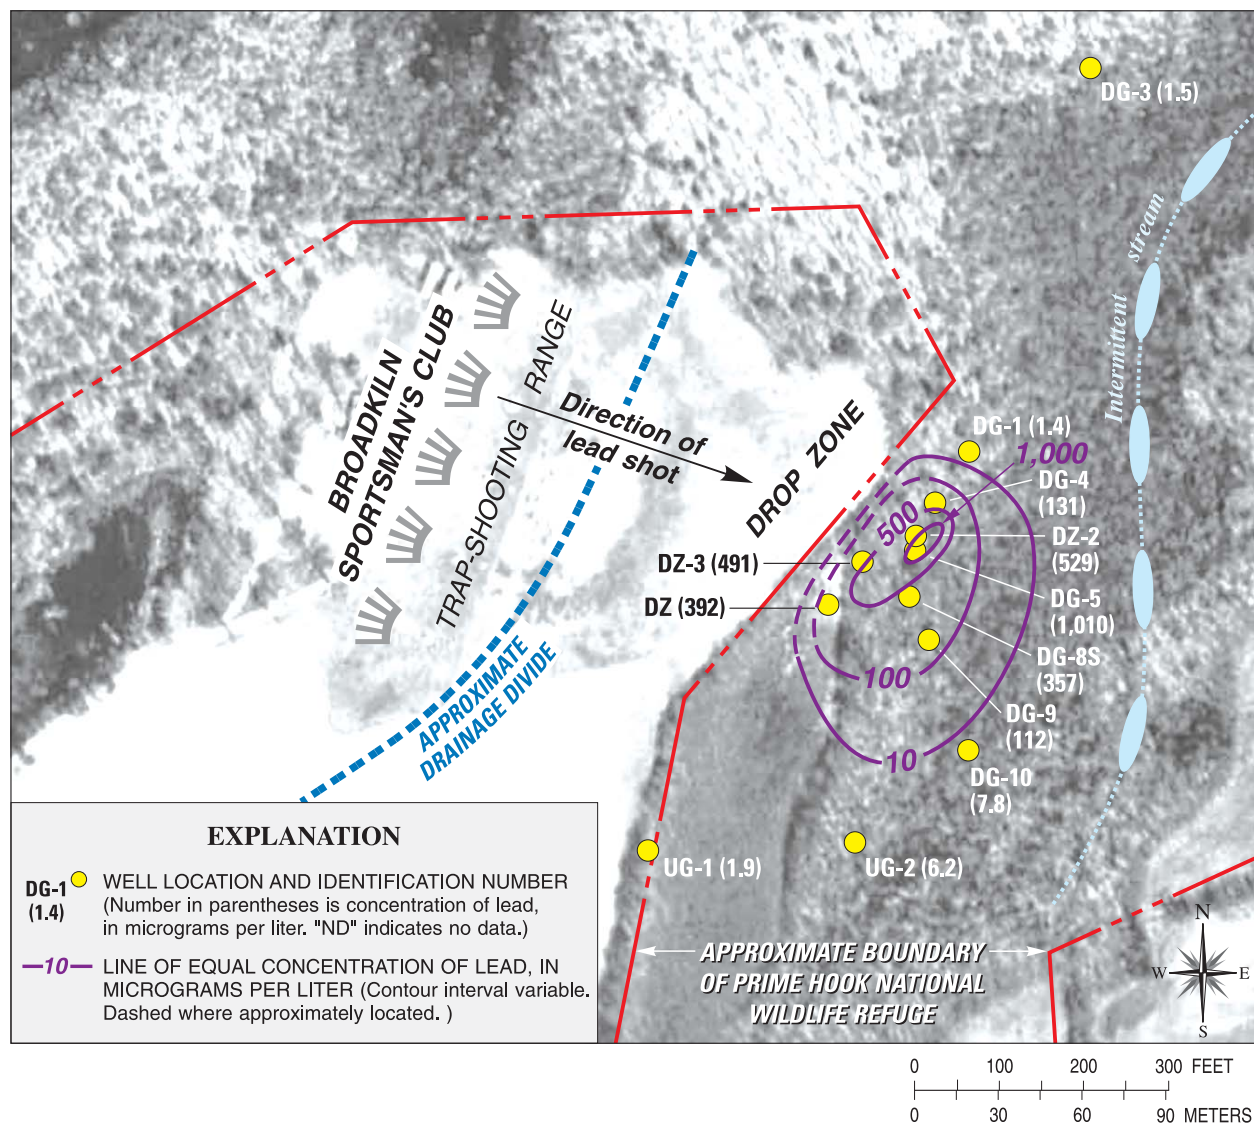 DG-3 (1.5)
stream
Intermittent
BROADKILN
SPORTSMAN'S CLUB
TRAP-SHOOTING RANGE
Direction of
lead shot
DROP ZONE
APPROXIMATE
DRAINAGE DIVIDE
DG-1 (1.4)
1,000
DG-4
(131)
500
DZ-2
(529)
DZ-3 (491)
DZ (392)
DG-5
(1,010)
DG-8S
(357)
100
DG-9
(112)
10
DG-10
(7.8)
UG-1 (1.9)
UG-2 (6.2)
APPROXIMATE BOUNDARY
OF PRIME HOOK NATIONAL
WILDLIFE REFUGE
N
W
E
S
EXPLANATION
DG-1
(1.4)
WELL LOCATION AND IDENTIFICATION NUMBER
(Number in parentheses is concentration of lead,
in micrograms per liter. "ND" indicates no data.)
10
LINE OF EQUAL CONCENTRATION OF LEAD, IN
MICROGRAMS PER LITER (Contour interval variable.
Dashed where approximately located. )
0 100 200 300 FEET
0 30 60 90 METERS